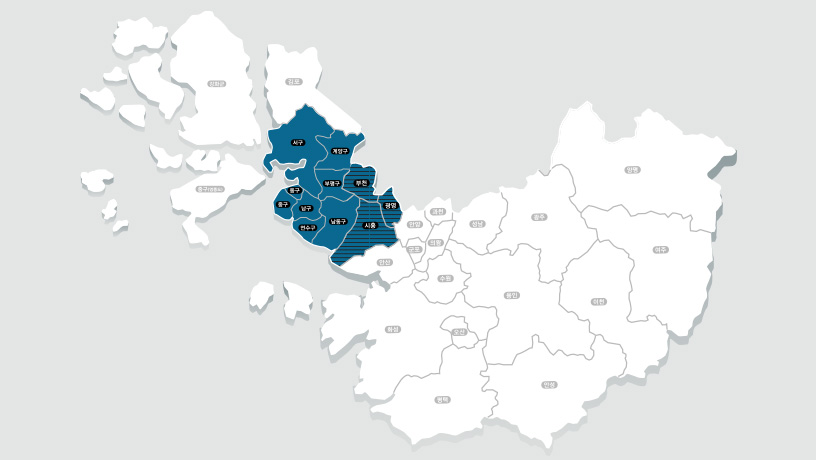 강화군
김포
서구
계양구
양평
부평구
부천
중구(영종도)
동구
중구
남구
광명
과천
남동구
시흥
안양
성남
광주
연수구
의왕
군포
여주
안산
수원
용인
이천
화성
오산
안성
평택